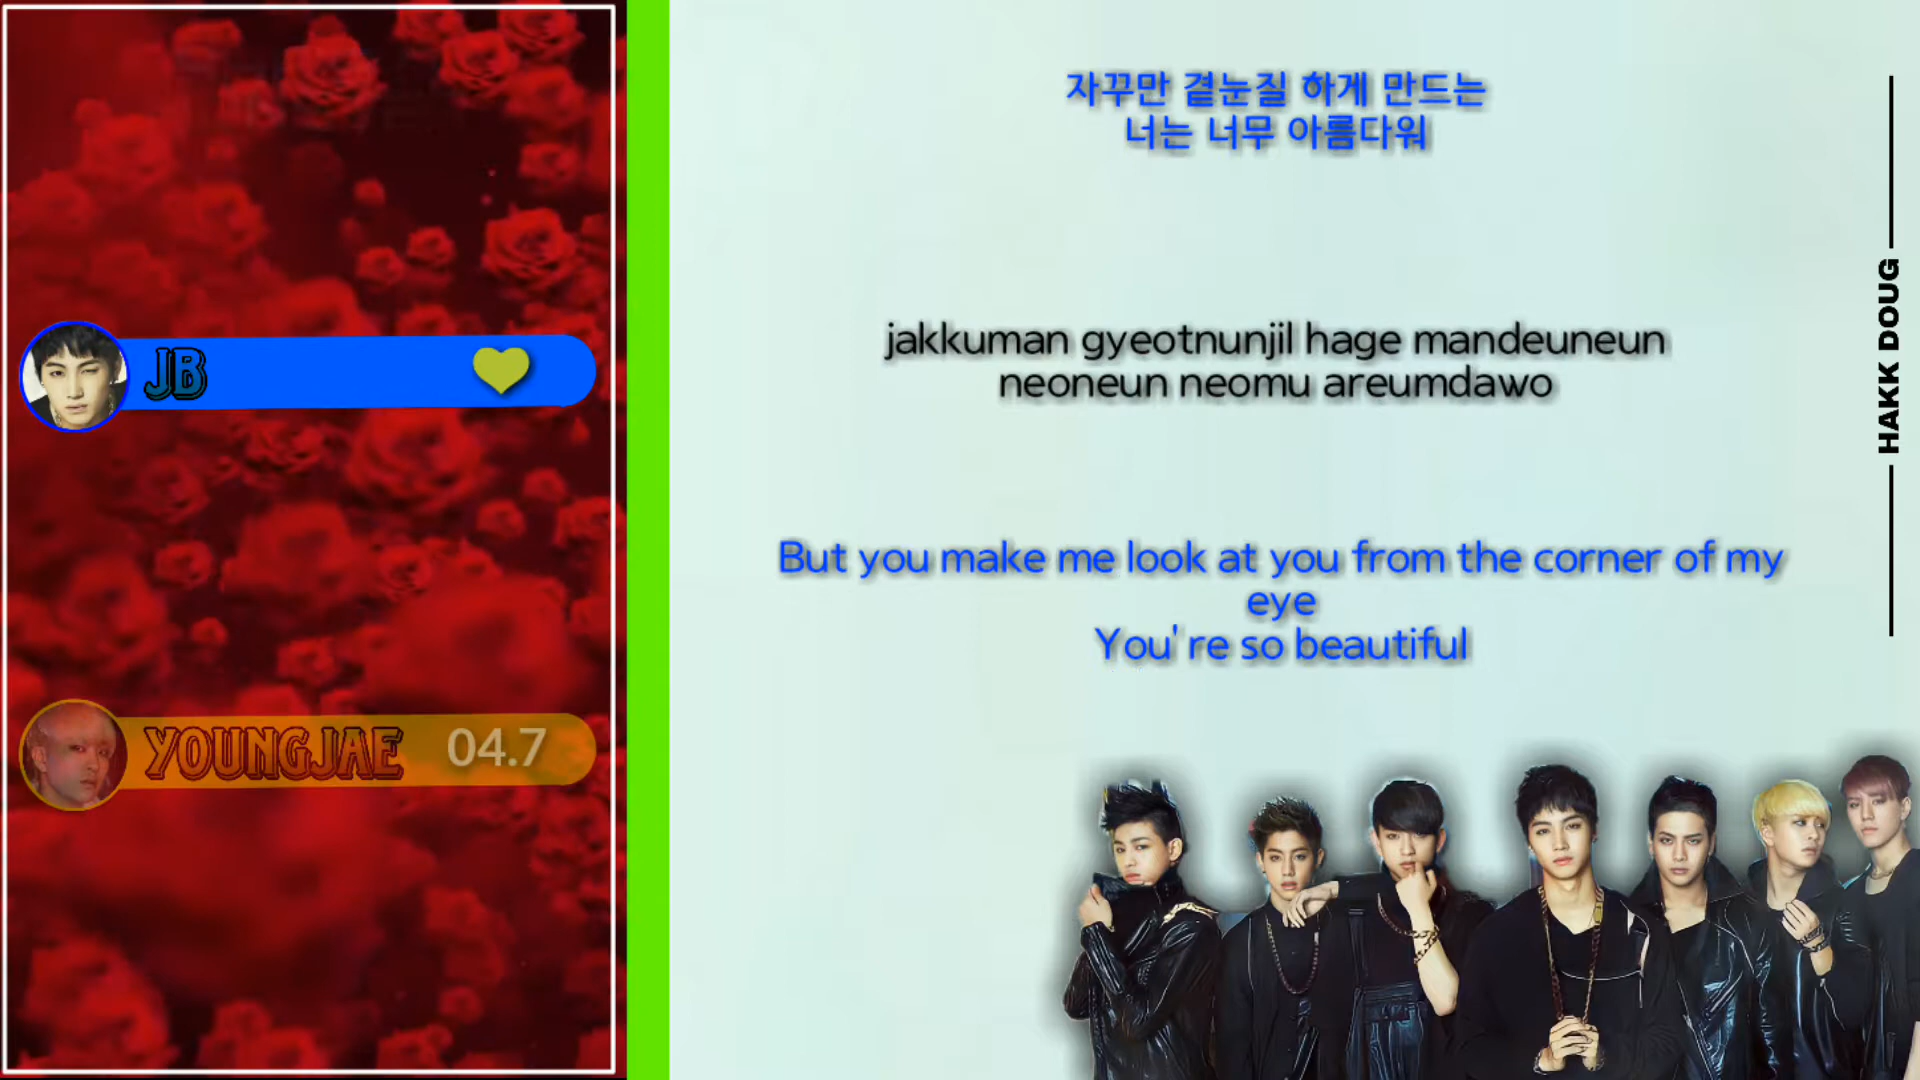 JB
YOUNGJAE 04.7
자꾸만 곁눈질 하게 만드는
너는 너무 아름다워
jakkuman gyeotnunjil hage mandeuneun
neoneun neomu areumdawo
But you make me look at you from the corner of my
eye
You're so beautiful
HAKK DOUG